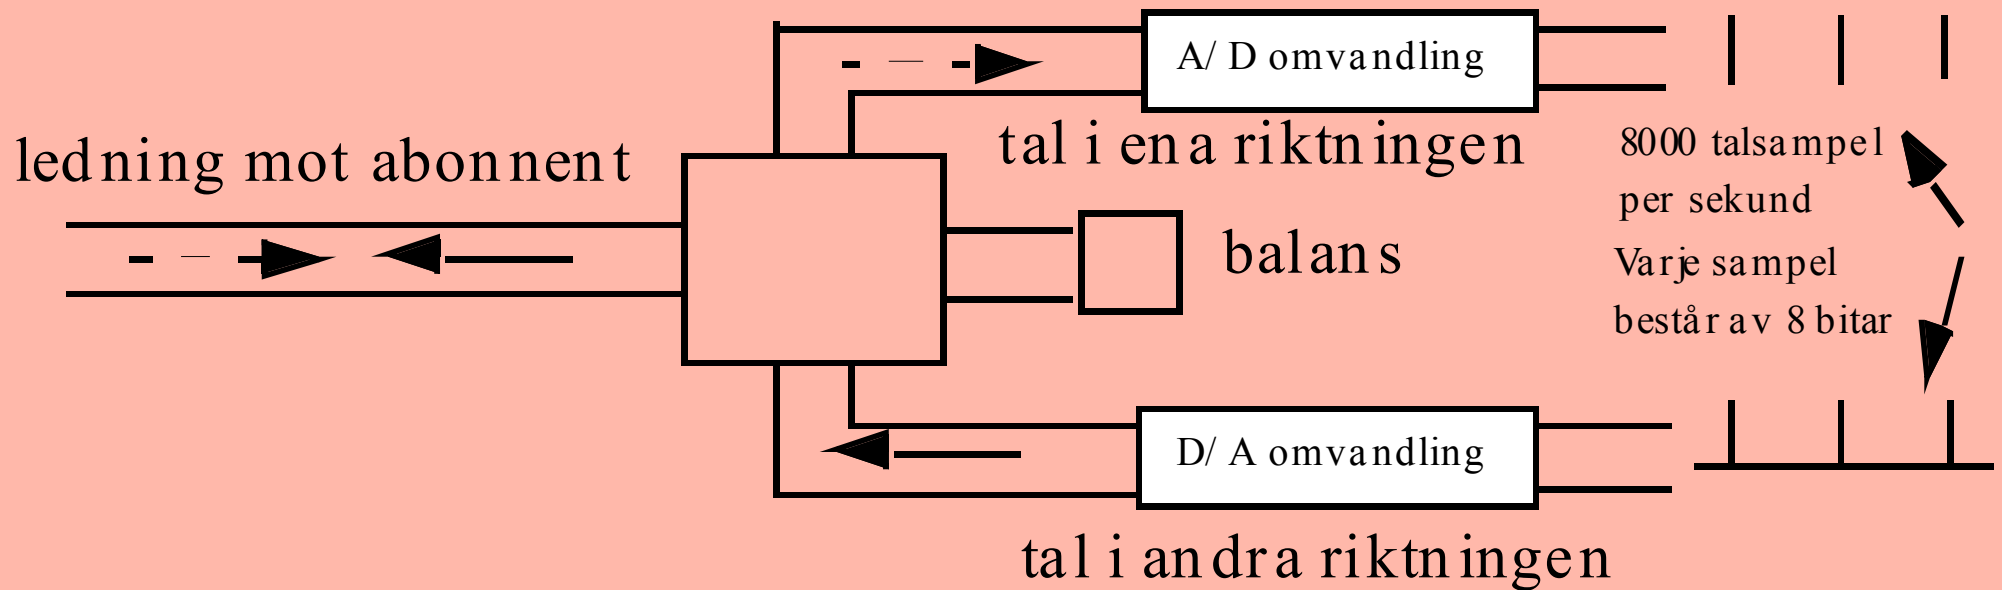 A/D omvandling
tal i ena riktningen
ledning mot abonnent
8000 talsampel
per sekund
Varje sampel
består av 8 bitar
balans
D/A omvandling
tal i andra riktningen